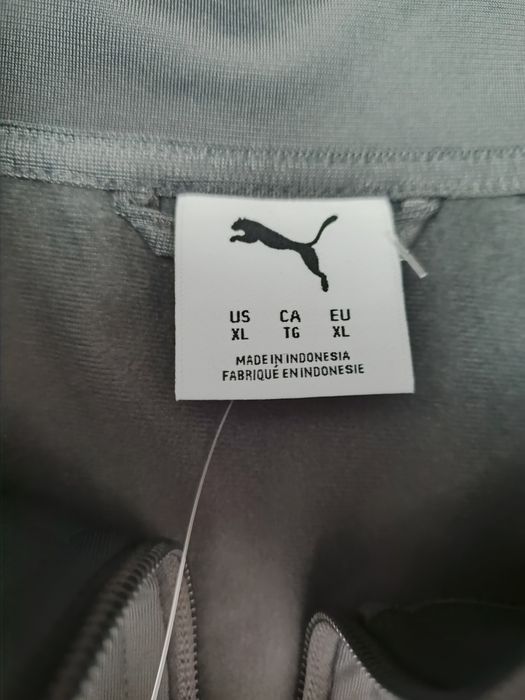 US CA EU
XL TG XL
MADE IN INDONESIA
FABRIQUÉ EN INDONESIE